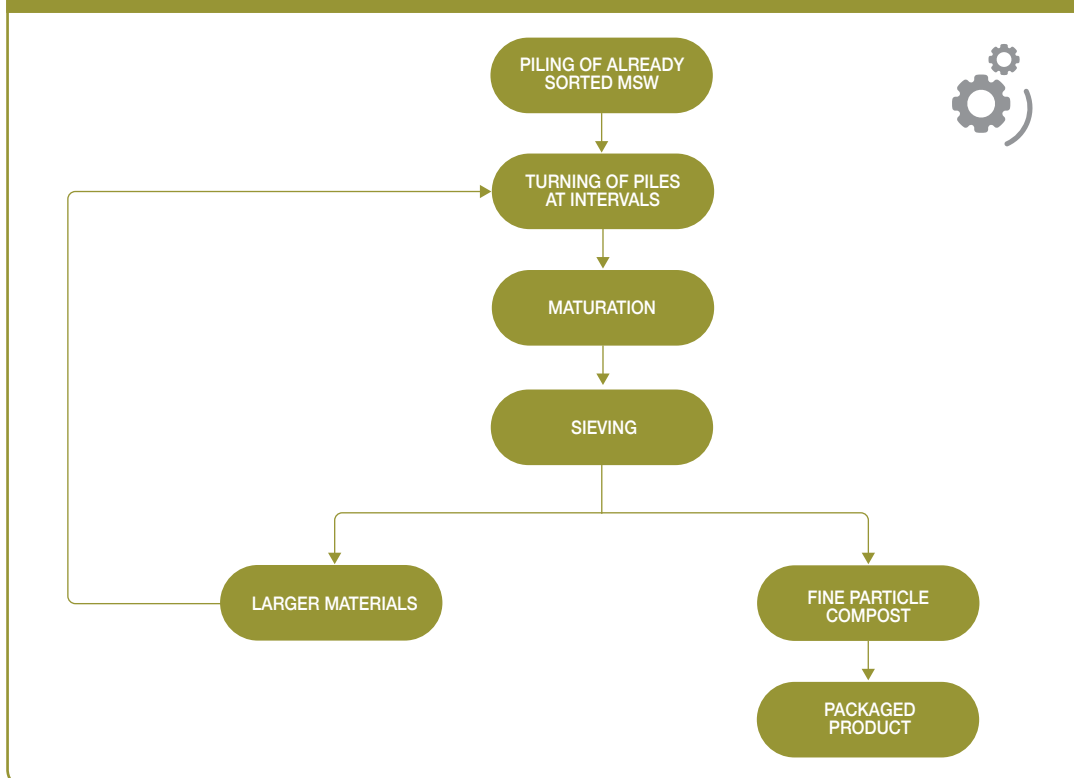 PILING OF ALREADY
SORTED MSW
TURNING OF PILES
AT INTERVALS
MATURATION
SIEVING
LARGER MATERIALS
FINE PARTICLE
COMPOST
PACKAGED
PRODUCT